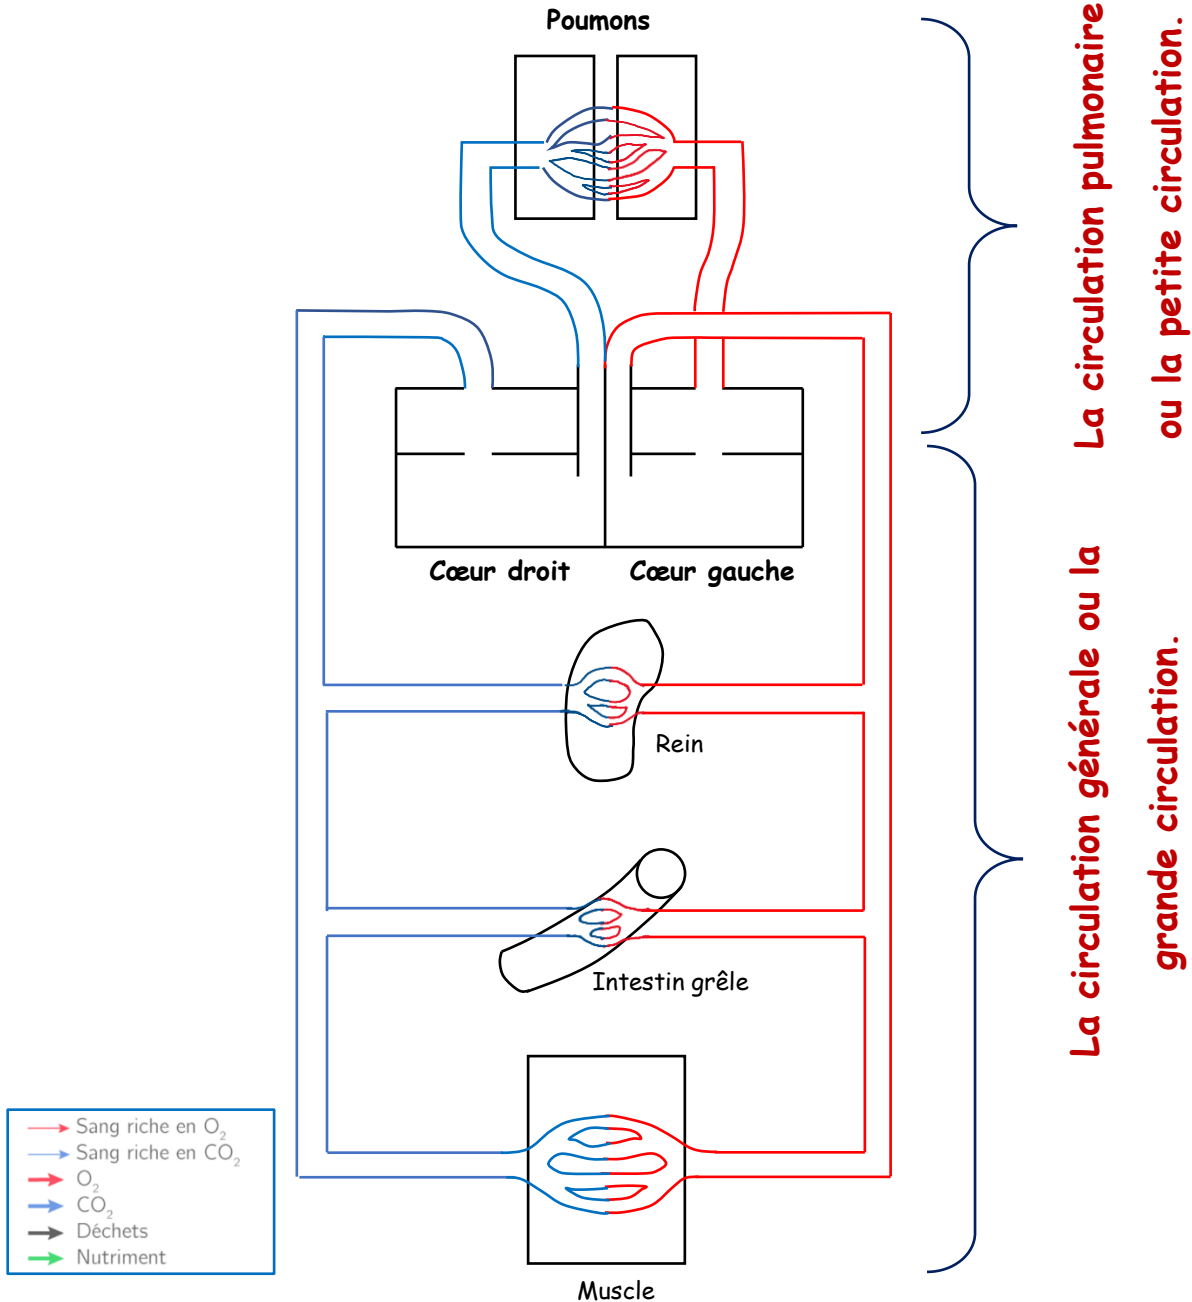 Poumons
La circulation pulmonaire
ou la petite circulation.
Cœur droit
Cœur gauche
La circulation générale ou la
grande circulation.
Rein
Intestin grêle
Sang riche en O₂
Sang riche en CO₂
O₂
CO₂
Déchets
Nutriment
Muscle